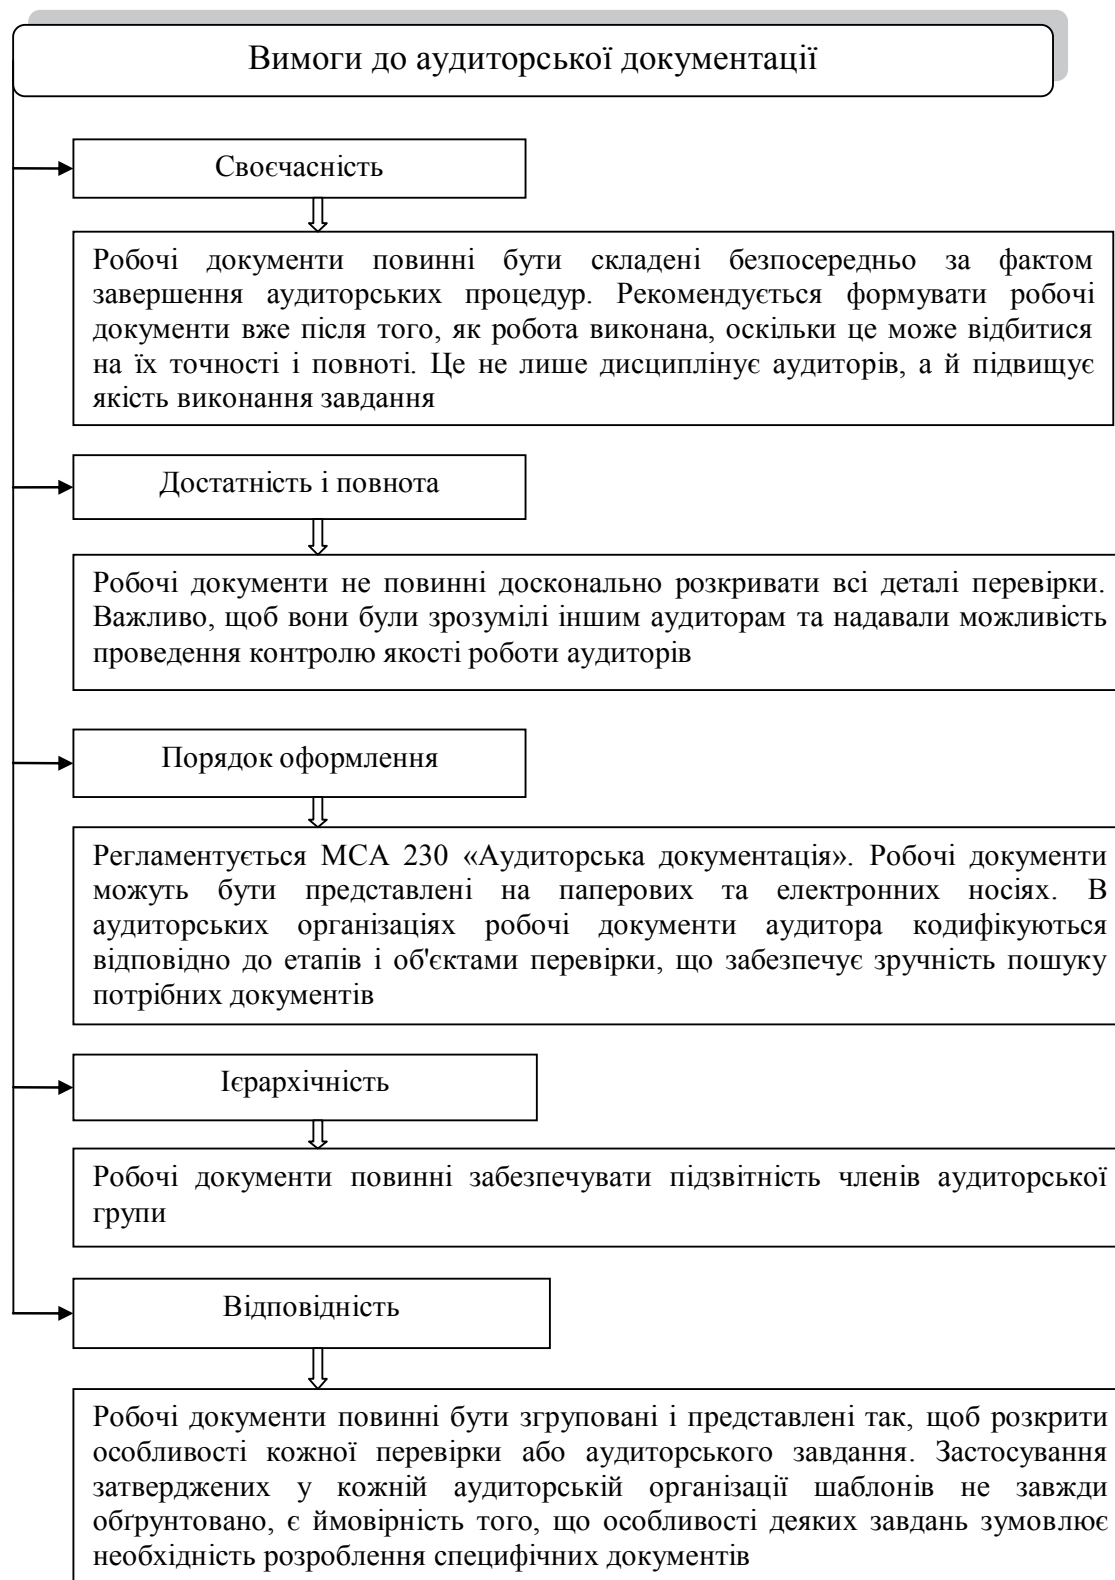 Вимоги до аудиторської документації
Своєчасність
Робочі документи повинні бути складені безпосередньо за фактом
завершення аудиторських процедур. Рекомендується формувати робочі
документи вже після того, як робота виконана, оскільки це може відбитися
на їх точності і повноті. Це не лише дисциплінує аудиторів, а й підвищує
якість виконання завдання
Достатність і повнота
Робочі документи не повинні досконально розкривати всі деталі перевірки.
Важливо, щоб вони були зрозумілі іншим аудиторам та надавали можливість
проведення контролю якості роботи аудиторів
Порядок оформлення
Регламентується МСА 230 «Аудиторська документація». Робочі документи
можуть бути представлені на паперових та електронних носіях. В
аудиторських організаціях робочі документи аудитора кодифікуються
відповідно до етапів і об'єктами перевірки, що забезпечує зручність пошуку
потрібних документів
Ієрархічність
Робочі документи повинні забезпечувати підзвітність членів аудиторської
групи
Відповідність
Робочі документи повинні бути згруповані і представлені так, щоб розкрити
особливості кожної перевірки або аудиторського завдання. Застосування
затверджених у кожній аудиторській організації шаблонів не завжди
обґрунтовано, є ймовірність того, що особливості деяких завдань зумовлює
необхідність розроблення специфічних документів